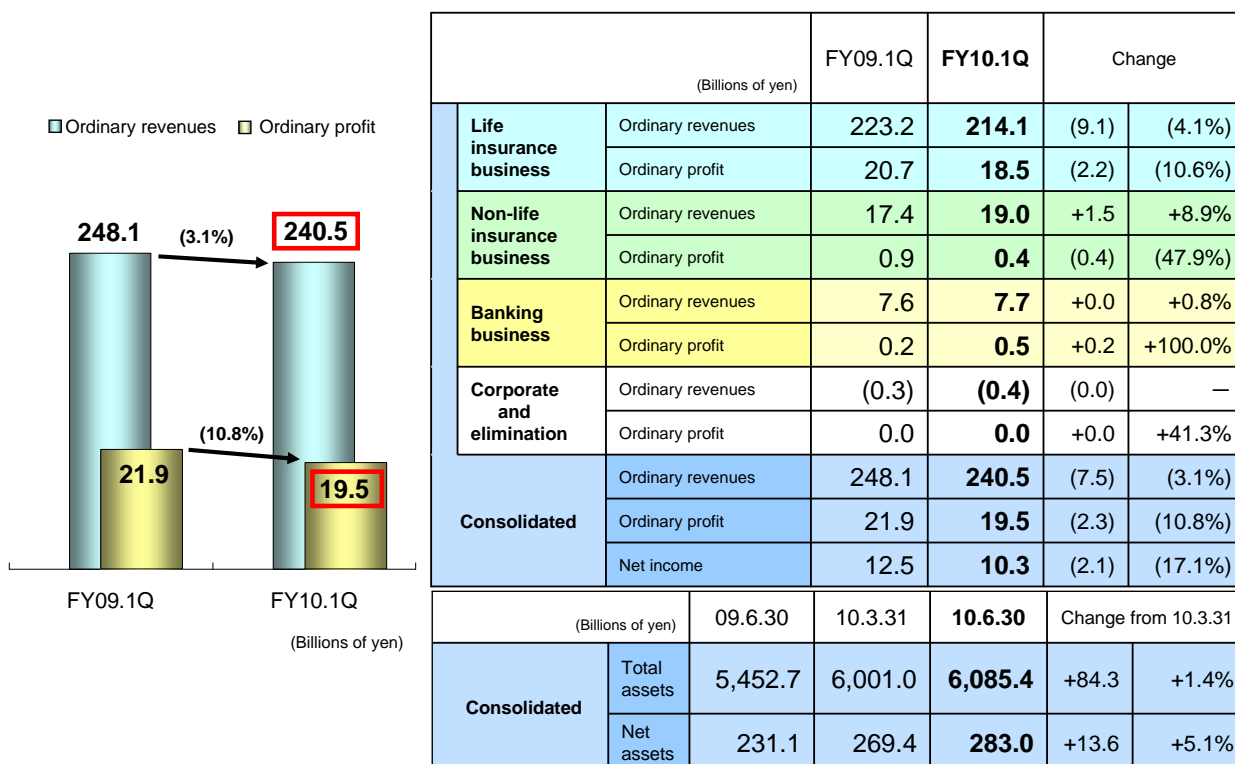 Ordinary revenues Ordinary profit
248.1 (3.1%) 240.5
(10.8%)
21.9 19.5
FY09.1Q FY10.1Q
(Billions of yen)
(Billions of yen) FY09.1Q FY10.1Q Change
Life insurance business Ordinary revenues 223.2 214.1 (9.1) (4.1%)
Ordinary profit 20.7 18.5 (2.2) (10.6%)
Non-life insurance business Ordinary revenues 17.4 19.0 +1.5 +8.9%
Ordinary profit 0.9 0.4 (0.4) (47.9%)
Banking business Ordinary revenues 7.6 7.7 +0.0 +0.8%
Ordinary profit 0.2 0.5 +0.2 +100.0%
Corporate and elimination Ordinary revenues (0.3) (0.4) (0.0) —
Ordinary profit 0.0 0.0 +0.0 +41.3%
Consolidated Ordinary revenues 248.1 240.5 (7.5) (3.1%)
Ordinary profit 21.9 19.5 (2.3) (10.8%)
Net income 12.5 10.3 (2.1) (17.1%)
(Billions of yen) 09.6.30 10.3.31 10.6.30 Change from 10.3.31
Consolidated Total assets 5,452.7 6,001.0 6,085.4 +84.3 +1.4%
Net assets 231.1 269.4 283.0 +13.6 +5.1%